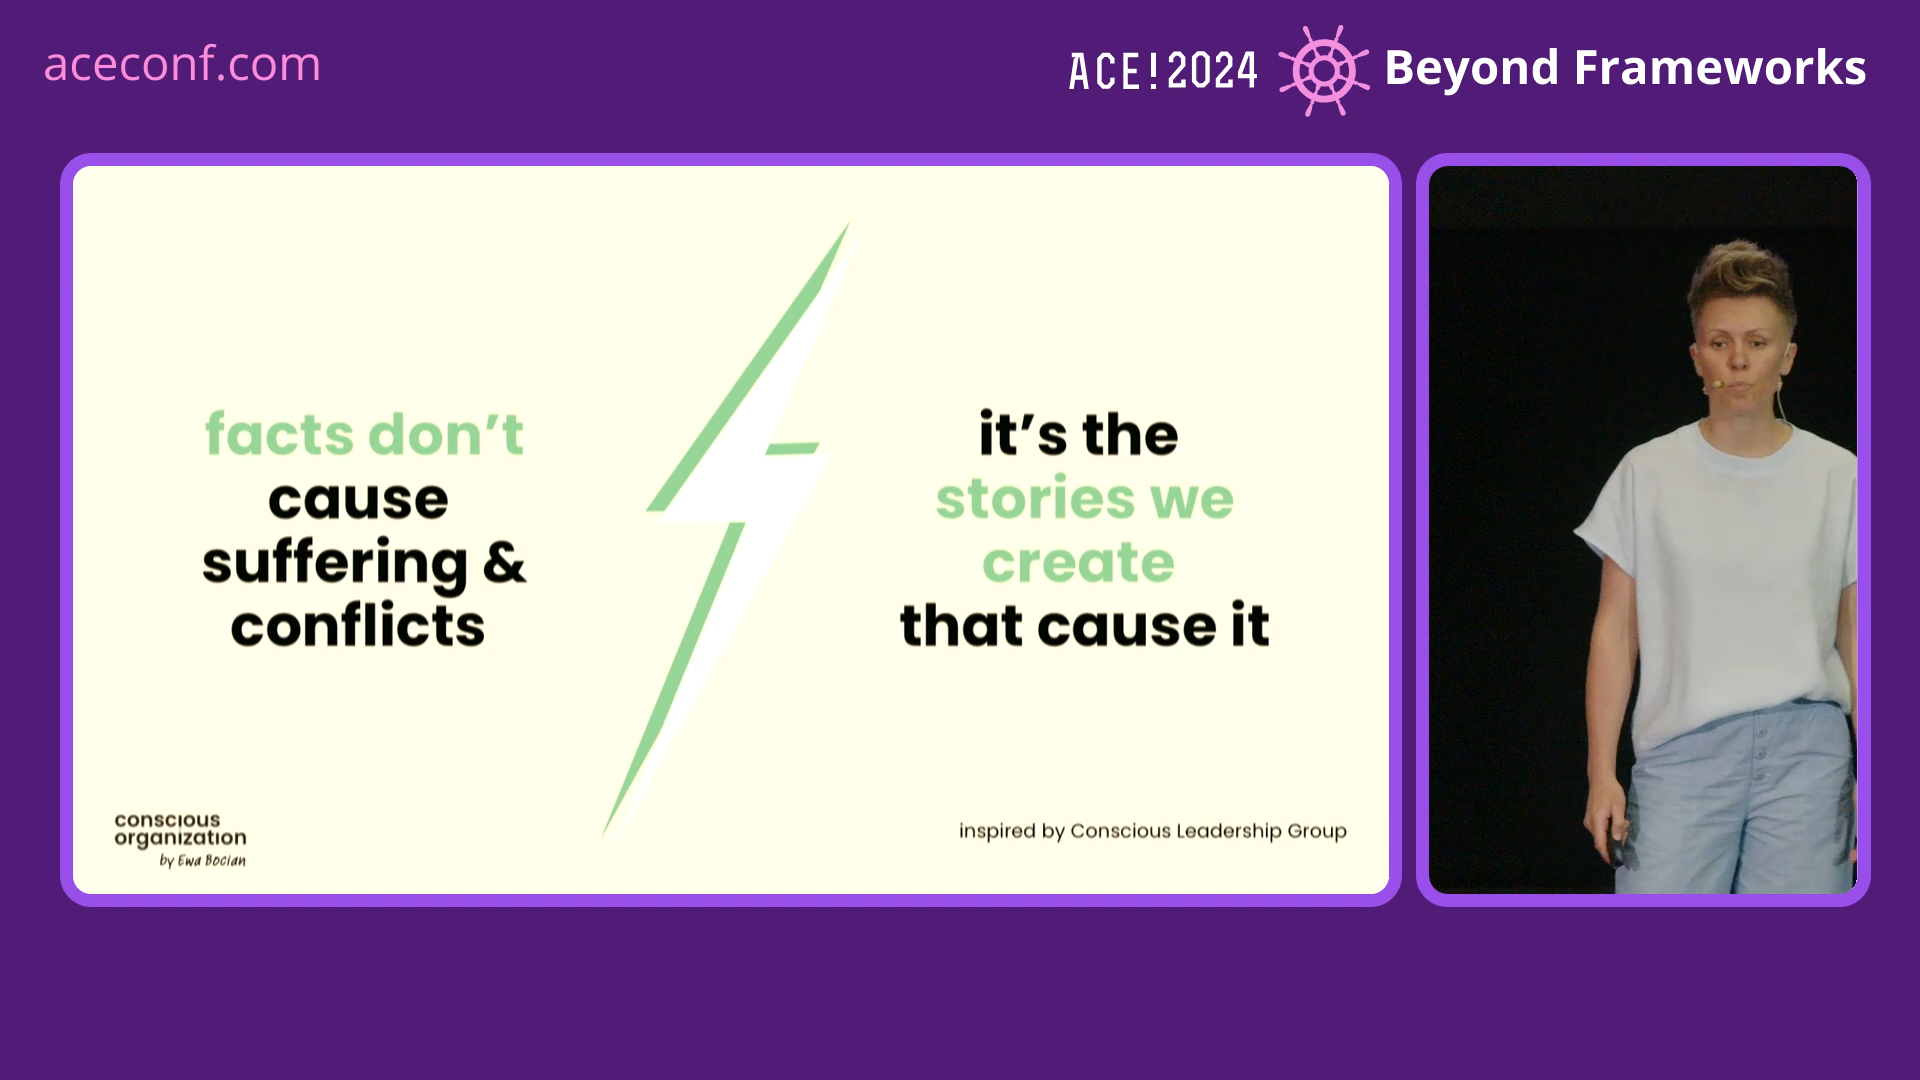 aceconf.com
ACE!2024 Beyond Frameworks
facts don’t
cause
suffering &
conflicts
it’s the
stories we
create
that cause it
conscious
organization
by Ewa Bocian
inspired by Conscious Leadership Group